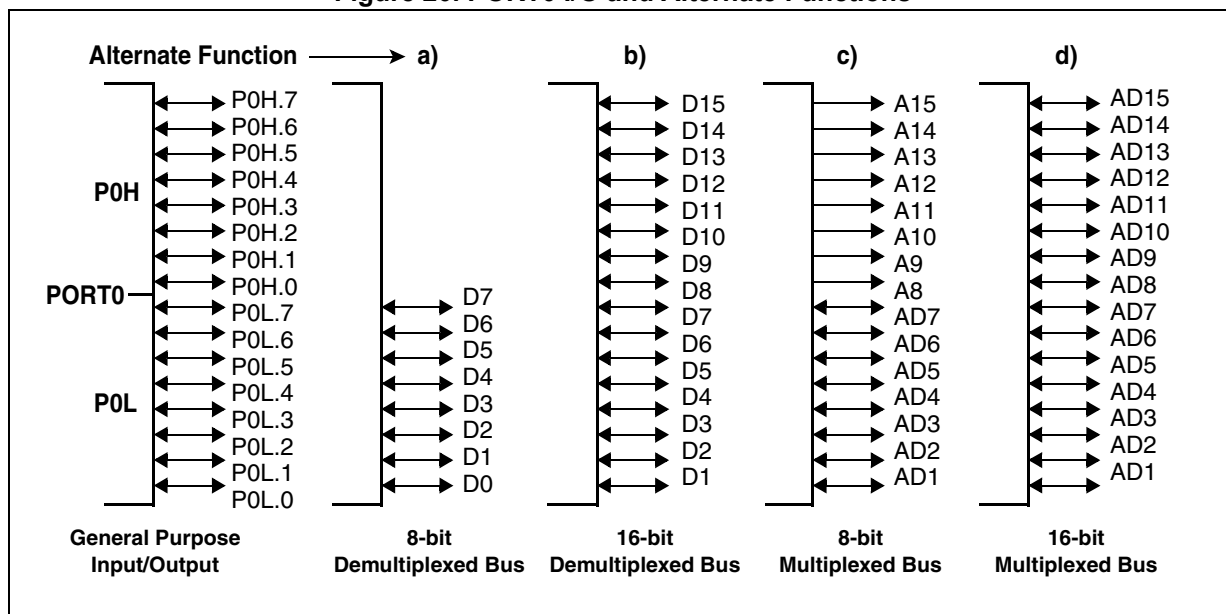 Figure PORT0 I/O and Alternate Functions
Alternate Function
a)
b)
c)
d)
P0H
PORT0
P0L
P0H.7
P0H.6
P0H.5
P0H.4
P0H.3
P0H.2
P0H.1
P0H.0
P0L.7
P0L.6
P0L.5
P0L.4
P0L.3
P0L.2
P0L.1
P0L.0
General Purpose
Input/Output
D7
D6
D5
D4
D3
D2
D1
D0
8-bit
Demultiplexed Bus
D15
D14
D13
D12
D11
D10
D9
D8
D7
D6
D5
D4
D3
D2
D1
16-bit
Demultiplexed Bus
A15
A14
A13
A12
A11
A10
A9
A8
AD7
AD6
AD5
AD4
AD3
AD2
AD1
8-bit
Multiplexed Bus
AD15
AD14
AD13
AD12
AD11
AD10
AD9
AD8
AD7
AD6
AD5
AD4
AD3
AD2
AD1
16-bit
Multiplexed Bus